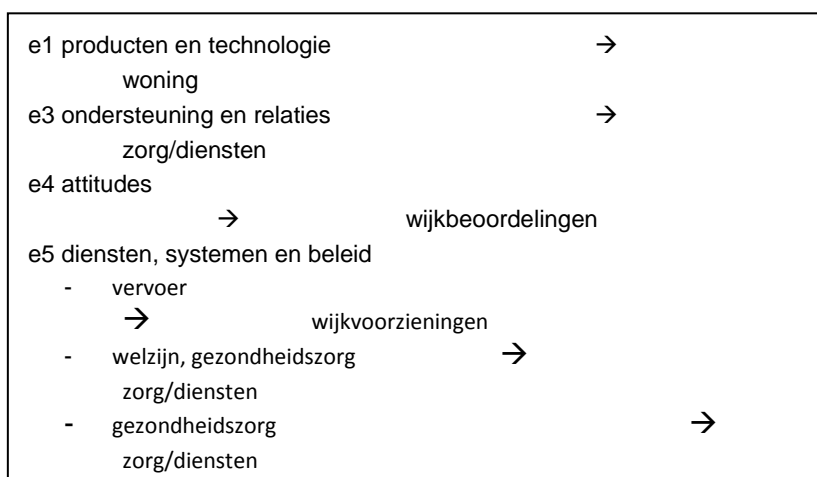 e1 producten en technologie →
woning
e3 ondersteuning en relaties →
zorg/diensten
e4 attitudes
→ wijkbeoordelingen
e5 diensten, systemen en beleid
- vervoer
→ wijkvoorzieningen
- welzijn, gezondheidszorg →
zorg/diensten
- gezondheidszorg →
zorg/diensten